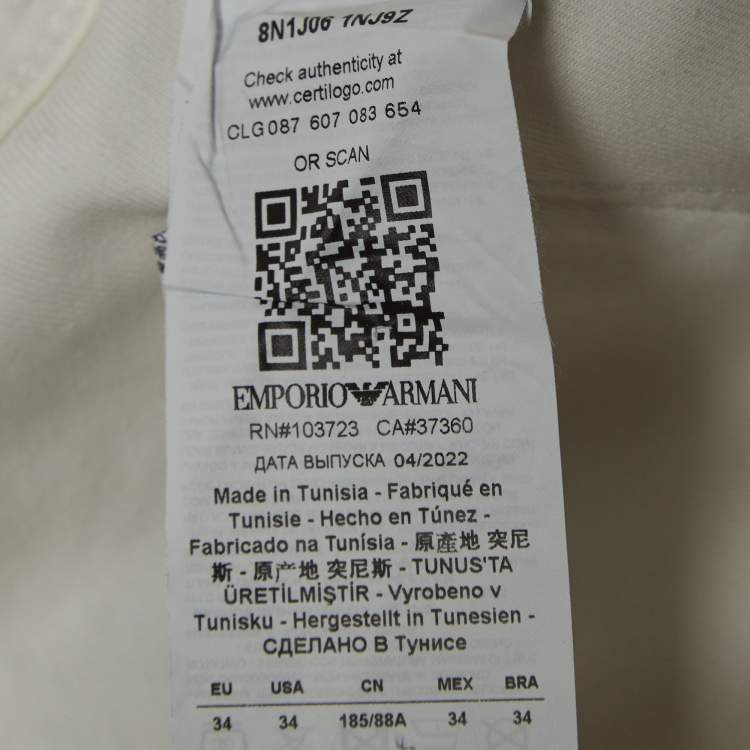 8N1J06 1NJ9Z
Check authenticity at
www.certilogo.com
CLG 087 607 083 654
OR SCAN
EMPORIO ARMANI
RN#103723 CA#37360
ДАТА ВЫПУСКА 04/2022
Made in Tunisia - Fabriqué en
Tunisie - Hecho en Túnez -
Fabricado na Tunísia - 原產地 突尼
斯 - 原产地 突尼斯 - TUNUS'TA
ÜRETİLMİŞTİR - Vyrobeno v
Tunisku - Hergestellt in Tunesien -
СДЕЛАНО В Тунисе
EU USA CN MEX BRA
34 34 185/88A 34 34